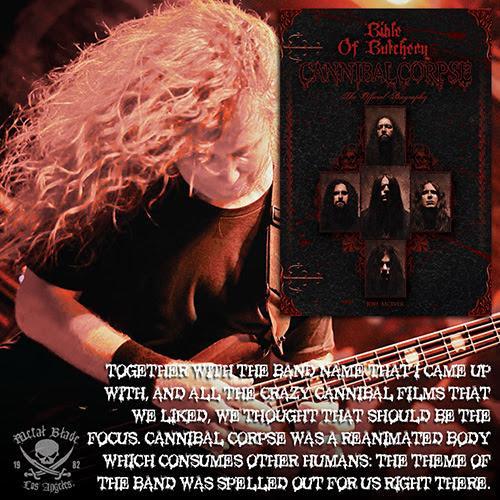 Bible
Of Butchery
CANNIBAL CORPSE
The Official Biography
JOEL MCIVER
TOGETHER WITH THE BAND NAME THAT I CAME UP
WITH, AND ALL THE CRAZY CANNIBAL FILMS THAT
WE LIKED, WE THOUGHT THAT SHOULD BE THE
FOCUS. CANNIBAL CORPSE WAS A REANIMATED BODY
WHICH CONSUMES OTHER HUMANS: THE THEME OF
THE BAND WAS SPELLED OUT FOR US RIGHT THERE.
Metal Blade
19 82
Los Angeles.